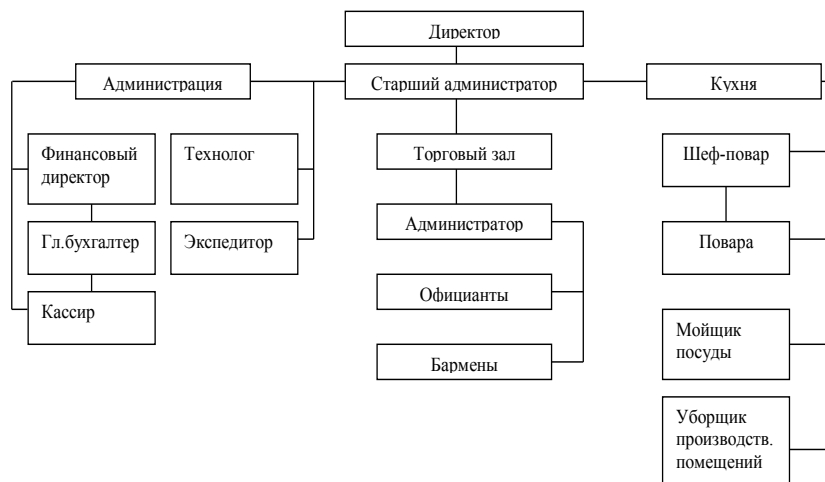 Директор
Администрация
Старший администратор
Кухня
Финансовый
директор
Технолог
Торговый зал
Шеф-повар
Гл.бухгалтер
Экспедитор
Администратор
Повара
Кассир
Официанты
Мойщик
посуды
Бармены
Уборщик
производств.
помещений